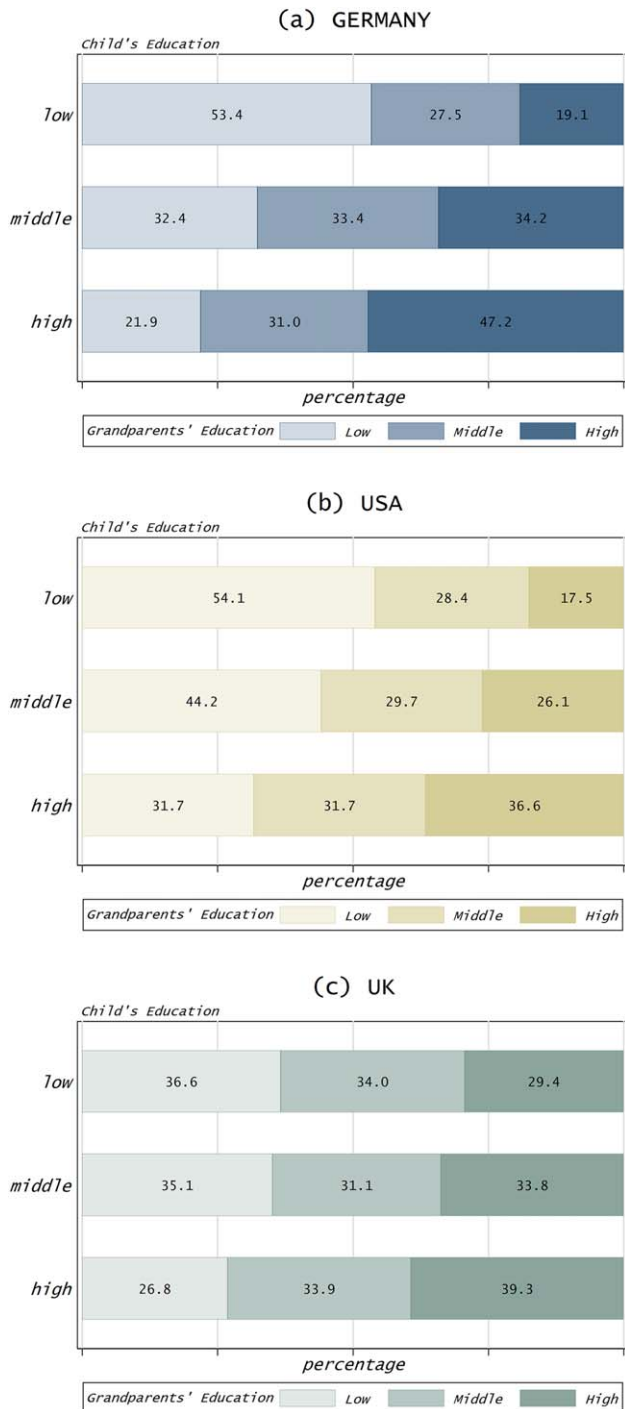 (a) GERMANY
Child's Education
low 53.4 27.5 19.1
middle 32.4 33.4 34.2
high 21.9 31.0 47.2
percentage
Grandparents' Education Low Middle High
(b) USA
Child's Education
low 54.1 28.4 17.5
middle 44.2 29.7 26.1
high 31.7 31.7 36.6
percentage
Grandparents' Education Low Middle High
(c) UK
Child's Education
low 36.6 34.0 29.4
middle 35.1 31.1 33.8
high 26.8 33.9 39.3
percentage
Grandparents' Education Low Middle High